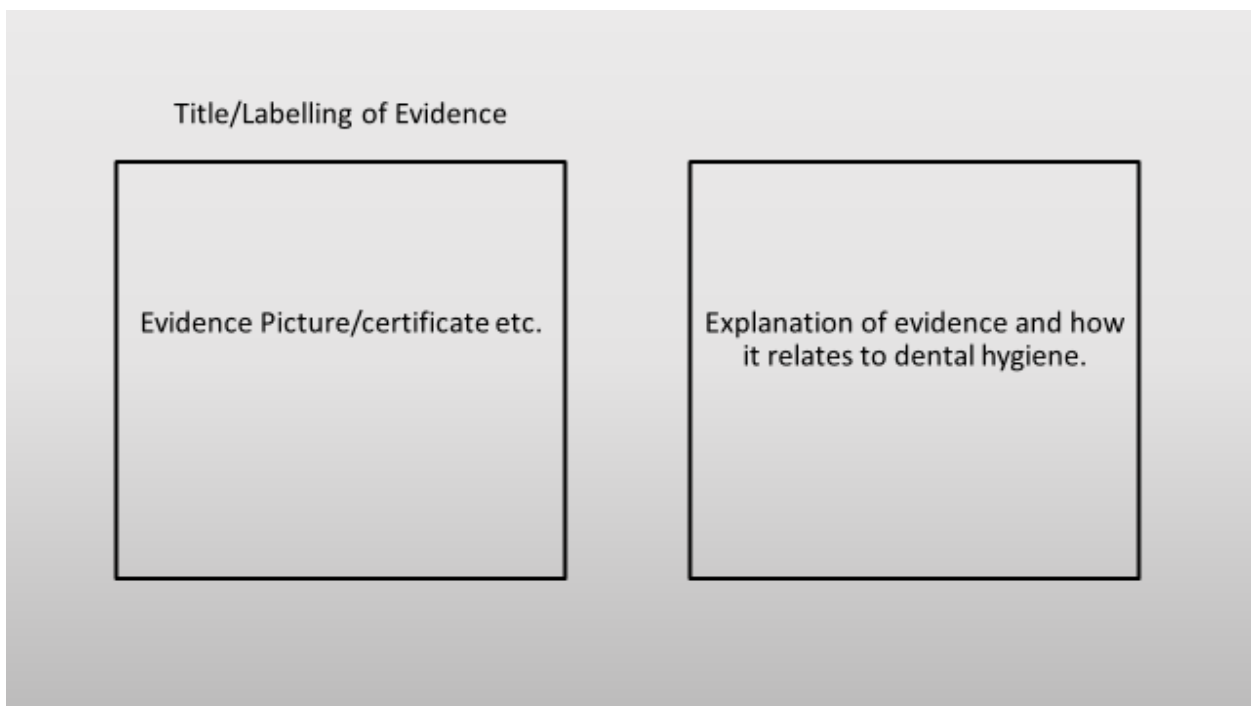 Title/Labelling of Evidence
Evidence Picture/certificate etc.
Explanation of evidence and how
it relates to dental hygiene.